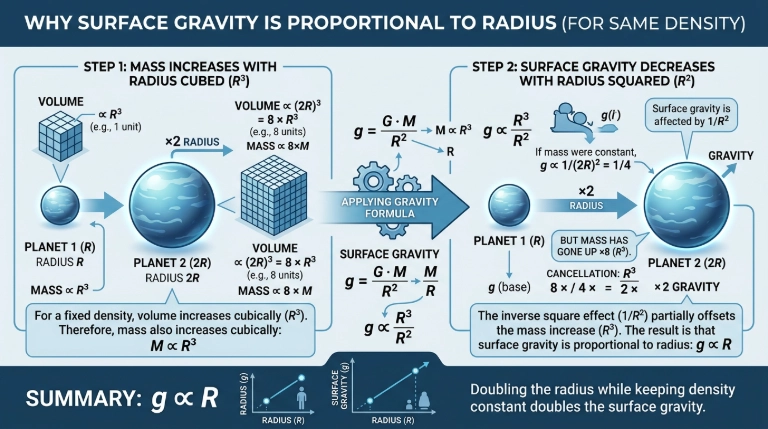 WHY SURFACE GRAVITY IS PROPORTIONAL TO RADIUS (FOR SAME DENSITY)
STEP 1: MASS INCREASES WITH
RADIUS CUBED (R³)
VOLUME
∝ R³
(e.g., 1 unit)
VOLUME ∝ (2R)³
= 8 × R³
(e.g., 8 units)
MASS ∝ 8×M
×2 RADIUS
PLANET 1 (R)
RADIUS R
MASS ∝ R³
PLANET 2 (2R)
RADIUS 2R
VOLUME
∝ (2R)³ = 8 × R³
(e.g., 8 units)
MASS ∝ 8 × M
For a fixed density, volume increases cubically (R³).
Therefore, mass also increases cubically:
M ∝ R³
g = G · M / R²
M ∝ R³
R
APPLYING GRAVITY
FORMULA
SURFACE GRAVITY
g = G · M / R² M / R
g ∝ R³ / R²
STEP 2: SURFACE GRAVITY DECREASES
WITH RADIUS SQUARED (R²)
g ∝ R³ / R²
If mass were constant,
g ∝ 1/(2R)² = 1/4
Surface gravity is
affected by 1/R²
GRAVITY
×2
RADIUS
PLANET 1 (R)
g (base)
BUT MASS HAS
GONE UP ×8 (R³).
CANCELLATION: R³
8× / 4× = 2×
PLANET 2 (2R)
×2 GRAVITY
The inverse square effect (1/R²) partially offsets
the mass increase (R³). The result is that
surface gravity is proportional to radius: g ∝ R
SUMMARY: g ∝ R
RADIUS (g)
RADIUS (R)
SURFACE
GRAVITY (g)
RADIUS (R)
Doubling the radius while keeping density
constant doubles the surface gravity.